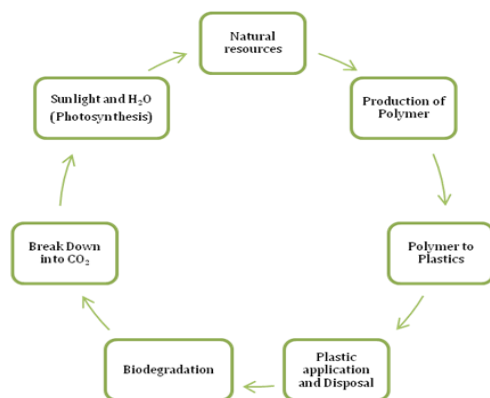 Natural
resources
Production of
Polymer
Polymer to
Plastics
Plastic
application
and Disposal
Biodegradation
Break Down
into CO₂
Sunlight and H₂O
(Photosynthesis)